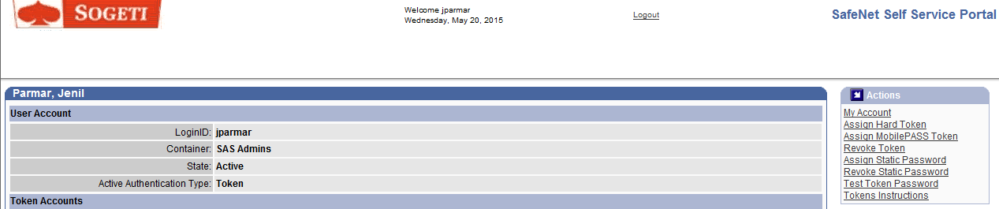 SOGETI
Welcome jparmar
Wednesday, May 20, 2015
Logout
SafeNet Self Service Portal
Parmar, Jenil
User Account
LoginID: jparmar
Container: SAS Admins
State: Active
Active Authentication Type: Token
Token Accounts
Actions
My Account
Assign Hard Token
Assign MobilePASS Token
Revoke Token
Assign Static Password
Revoke Static Password
Test Token Password
Tokens Instructions